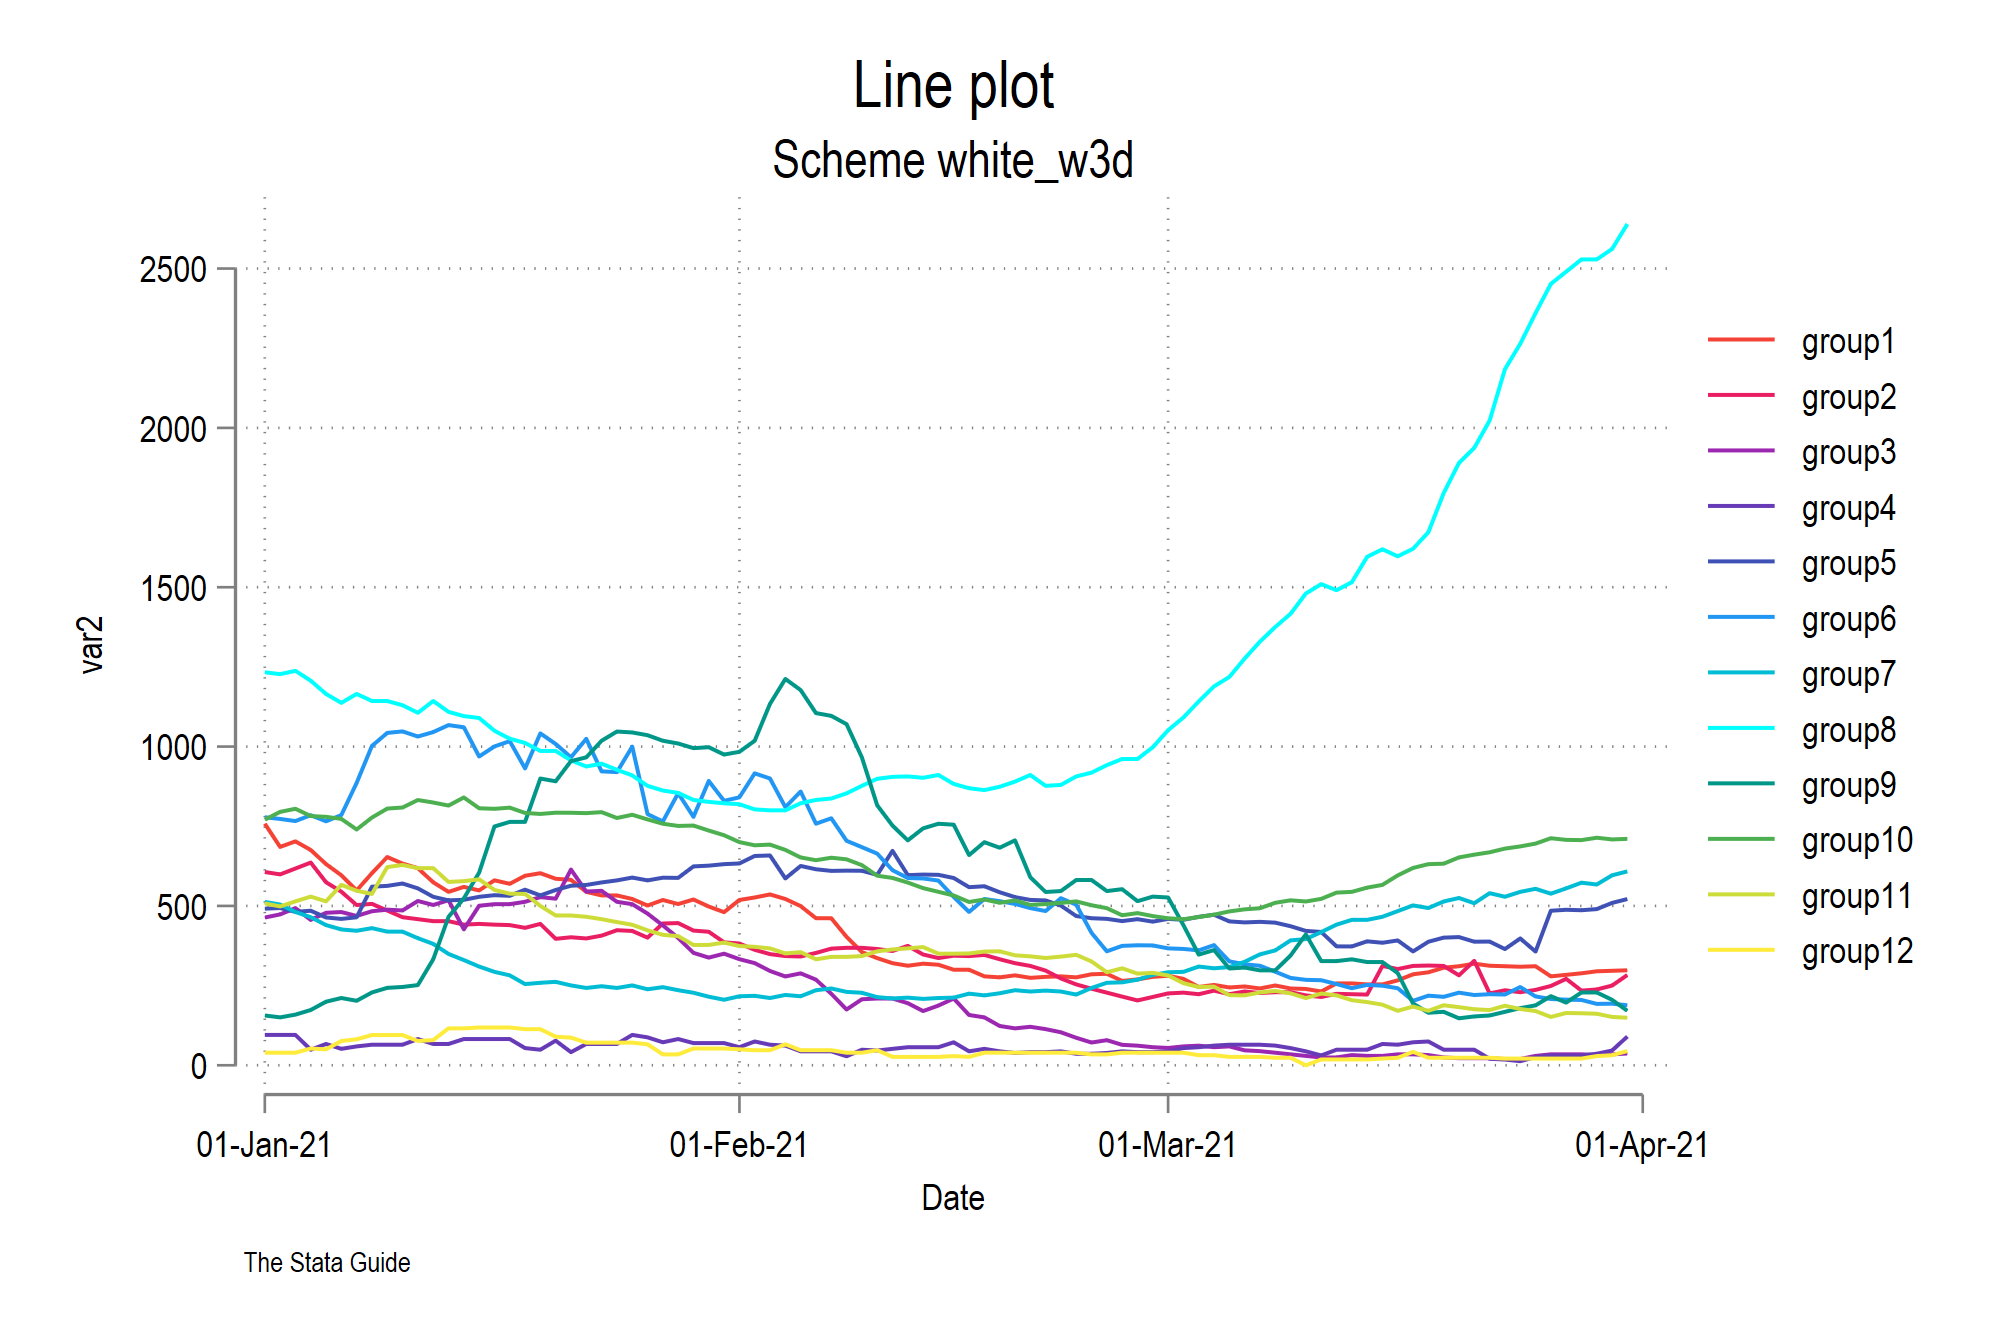 Line plot
Scheme white_w3d
2500
2000
1500
1000
500
0
var2
01-Jan-21
01-Feb-21
01-Mar-21
01-Apr-21
Date
group1
group2
group3
group4
group5
group6
group7
group8
group9
group10
group11
group12
The Stata Guide